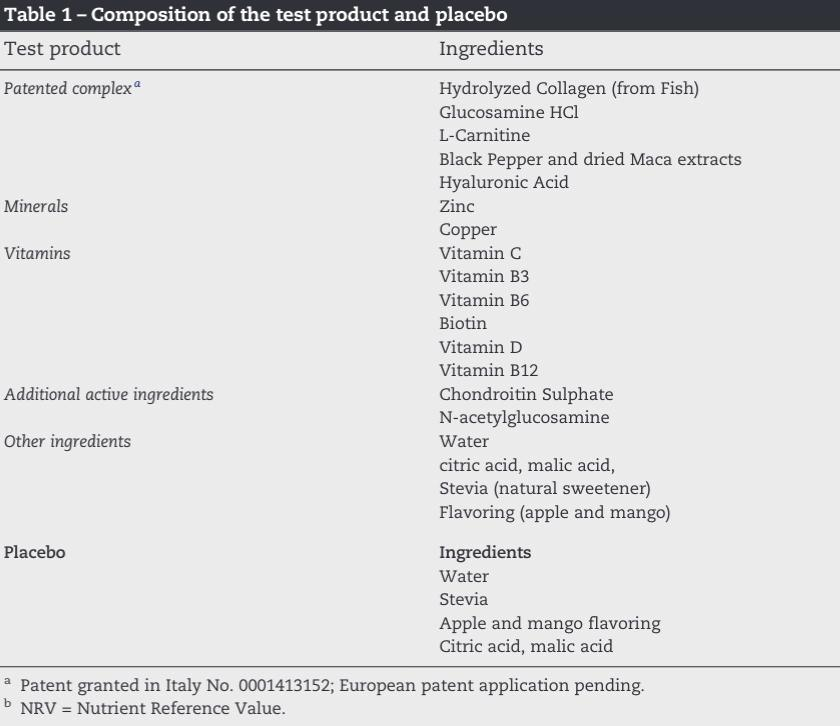 Table 1 – Composition of the test product and placebo
Test product Ingredients
Patented complex a Hydrolyzed Collagen (from Fish)
Glucosamine HCl
L-Carnitine
Black Pepper and dried Maca extracts
Hyaluronic Acid
Minerals Zinc
Copper
Vitamins Vitamin C
Vitamin B3
Vitamin B6
Biotin
Vitamin D
Vitamin B12
Additional active ingredients Chondroitin Sulphate
N-acetylglucosamine
Other ingredients Water
citric acid, malic acid,
Stevia (natural sweetener)
Flavoring (apple and mango)
Placebo Ingredients
Water
Stevia
Apple and mango flavoring
Citric acid, malic acid
a Patent granted in Italy No. 0001413152; European patent application pending.
b NRV = Nutrient Reference Value.